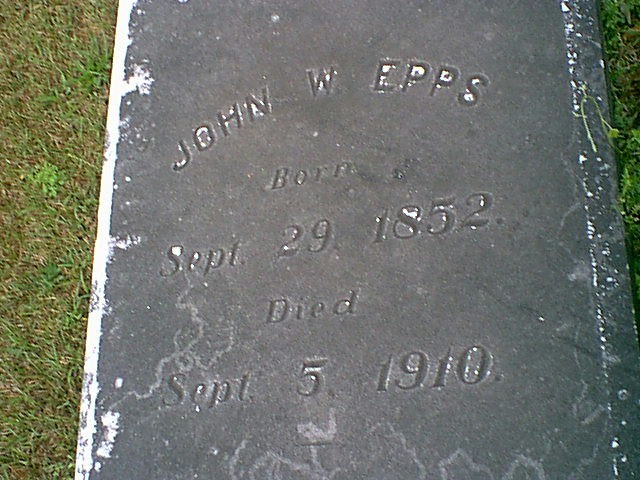 JOHN W EPPS
Born
Sept. 29. 1852.
Died
Sept. 5. 1910.